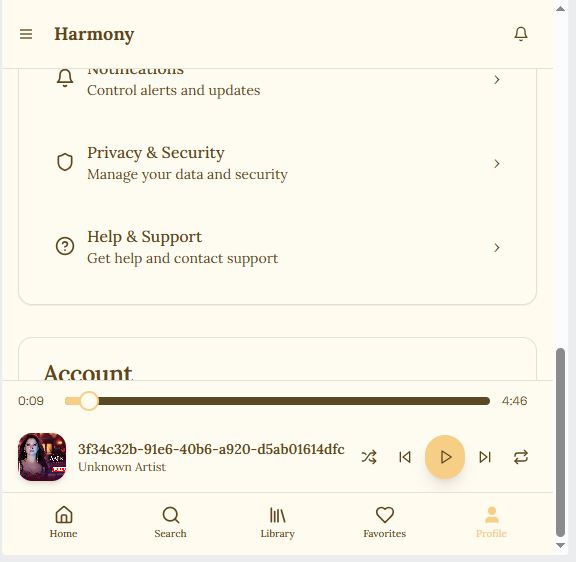 Harmony
Notifications
Control alerts and updates
Privacy & Security
Manage your data and security
Help & Support
Get help and contact support
Account
0:09
4:46
3f34c32b-91e6-40b6-a920-d5ab01614dfc
Unknown Artist
Home
Search
Library
Favorites
Profile